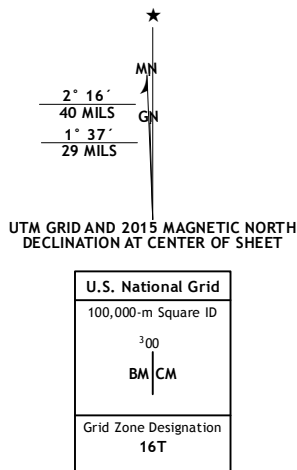 ★
MN
2° 16´
40 MILS
GN
1° 37´
29 MILS
UTM GRID AND 2015 MAGNETIC NORTH
DECLINATION AT CENTER OF SHEET
U.S. National Grid
100,000-m Square ID
³00
BM CM
Grid Zone Designation
16T